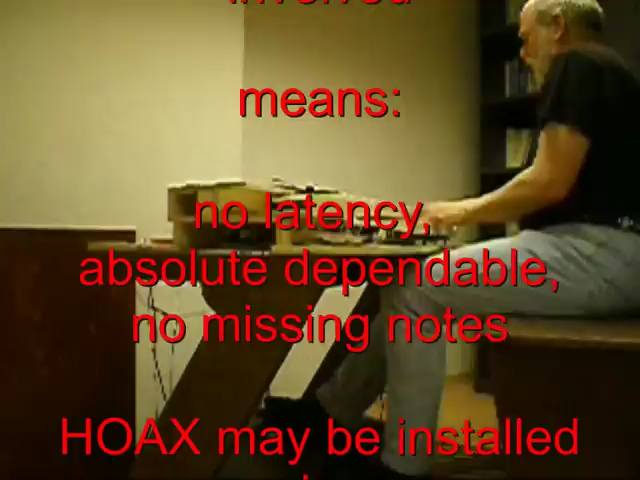 means:
no latency,
absolute dependable,
no missing notes
HOAX may be installed